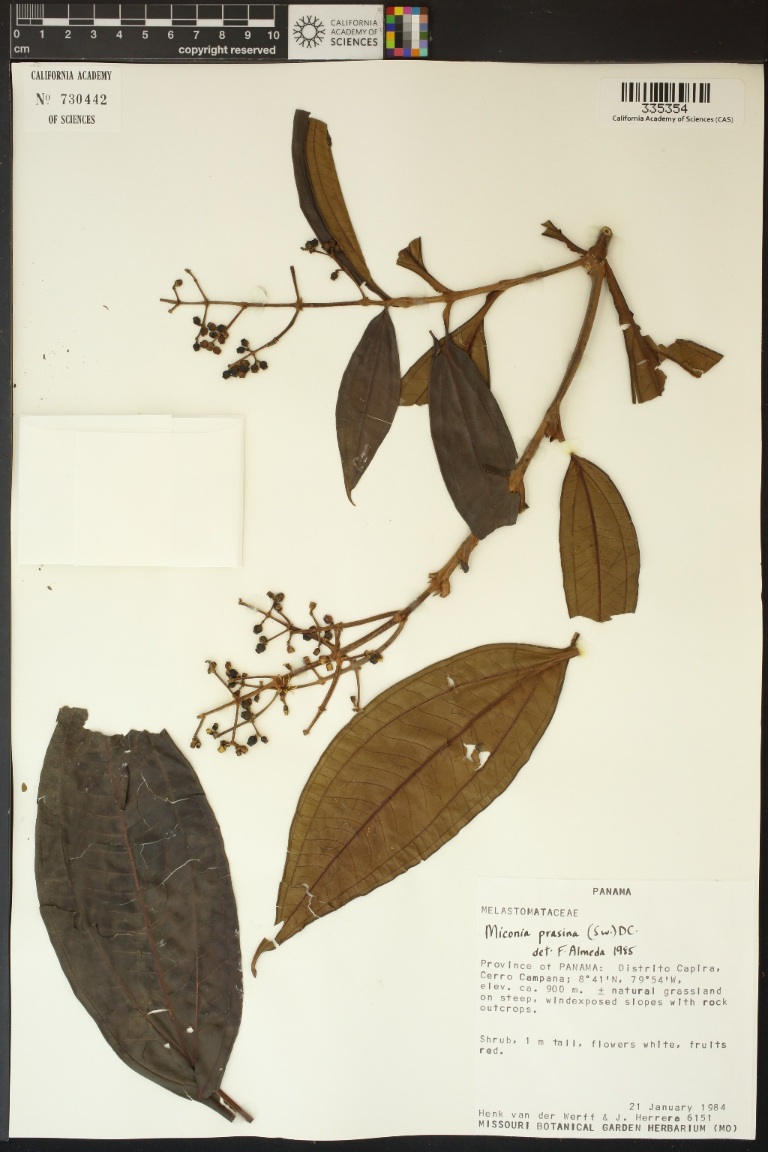 0 1 2 3 4 5 6 7 8 9 10
cm copyright reserved
CALIFORNIA
ACADEMY OF
SCIENCES
CALIFORNIA ACADEMY
Nº 730442
OF SCIENCES
335354
California Academy of Sciences (CAS)
PANAMA
MELASTOMATACEAE
Miconia prasina (Sw.) DC.
det. F. Almeda 1985
Province of PANAMA: Distrito Capira,
Cerro Campana; 8°41'N, 79°54'W,
elev. ca. 900 m. ± natural grassland
on steep, windexposed slopes with rock
outcrops.
Shrub, 1 m tall, flowers white, fruits
red.
21 January 1984
Henk van der Werff & J. Herrera 6151
MISSOURI BOTANICAL GARDEN HERBARIUM (MO)